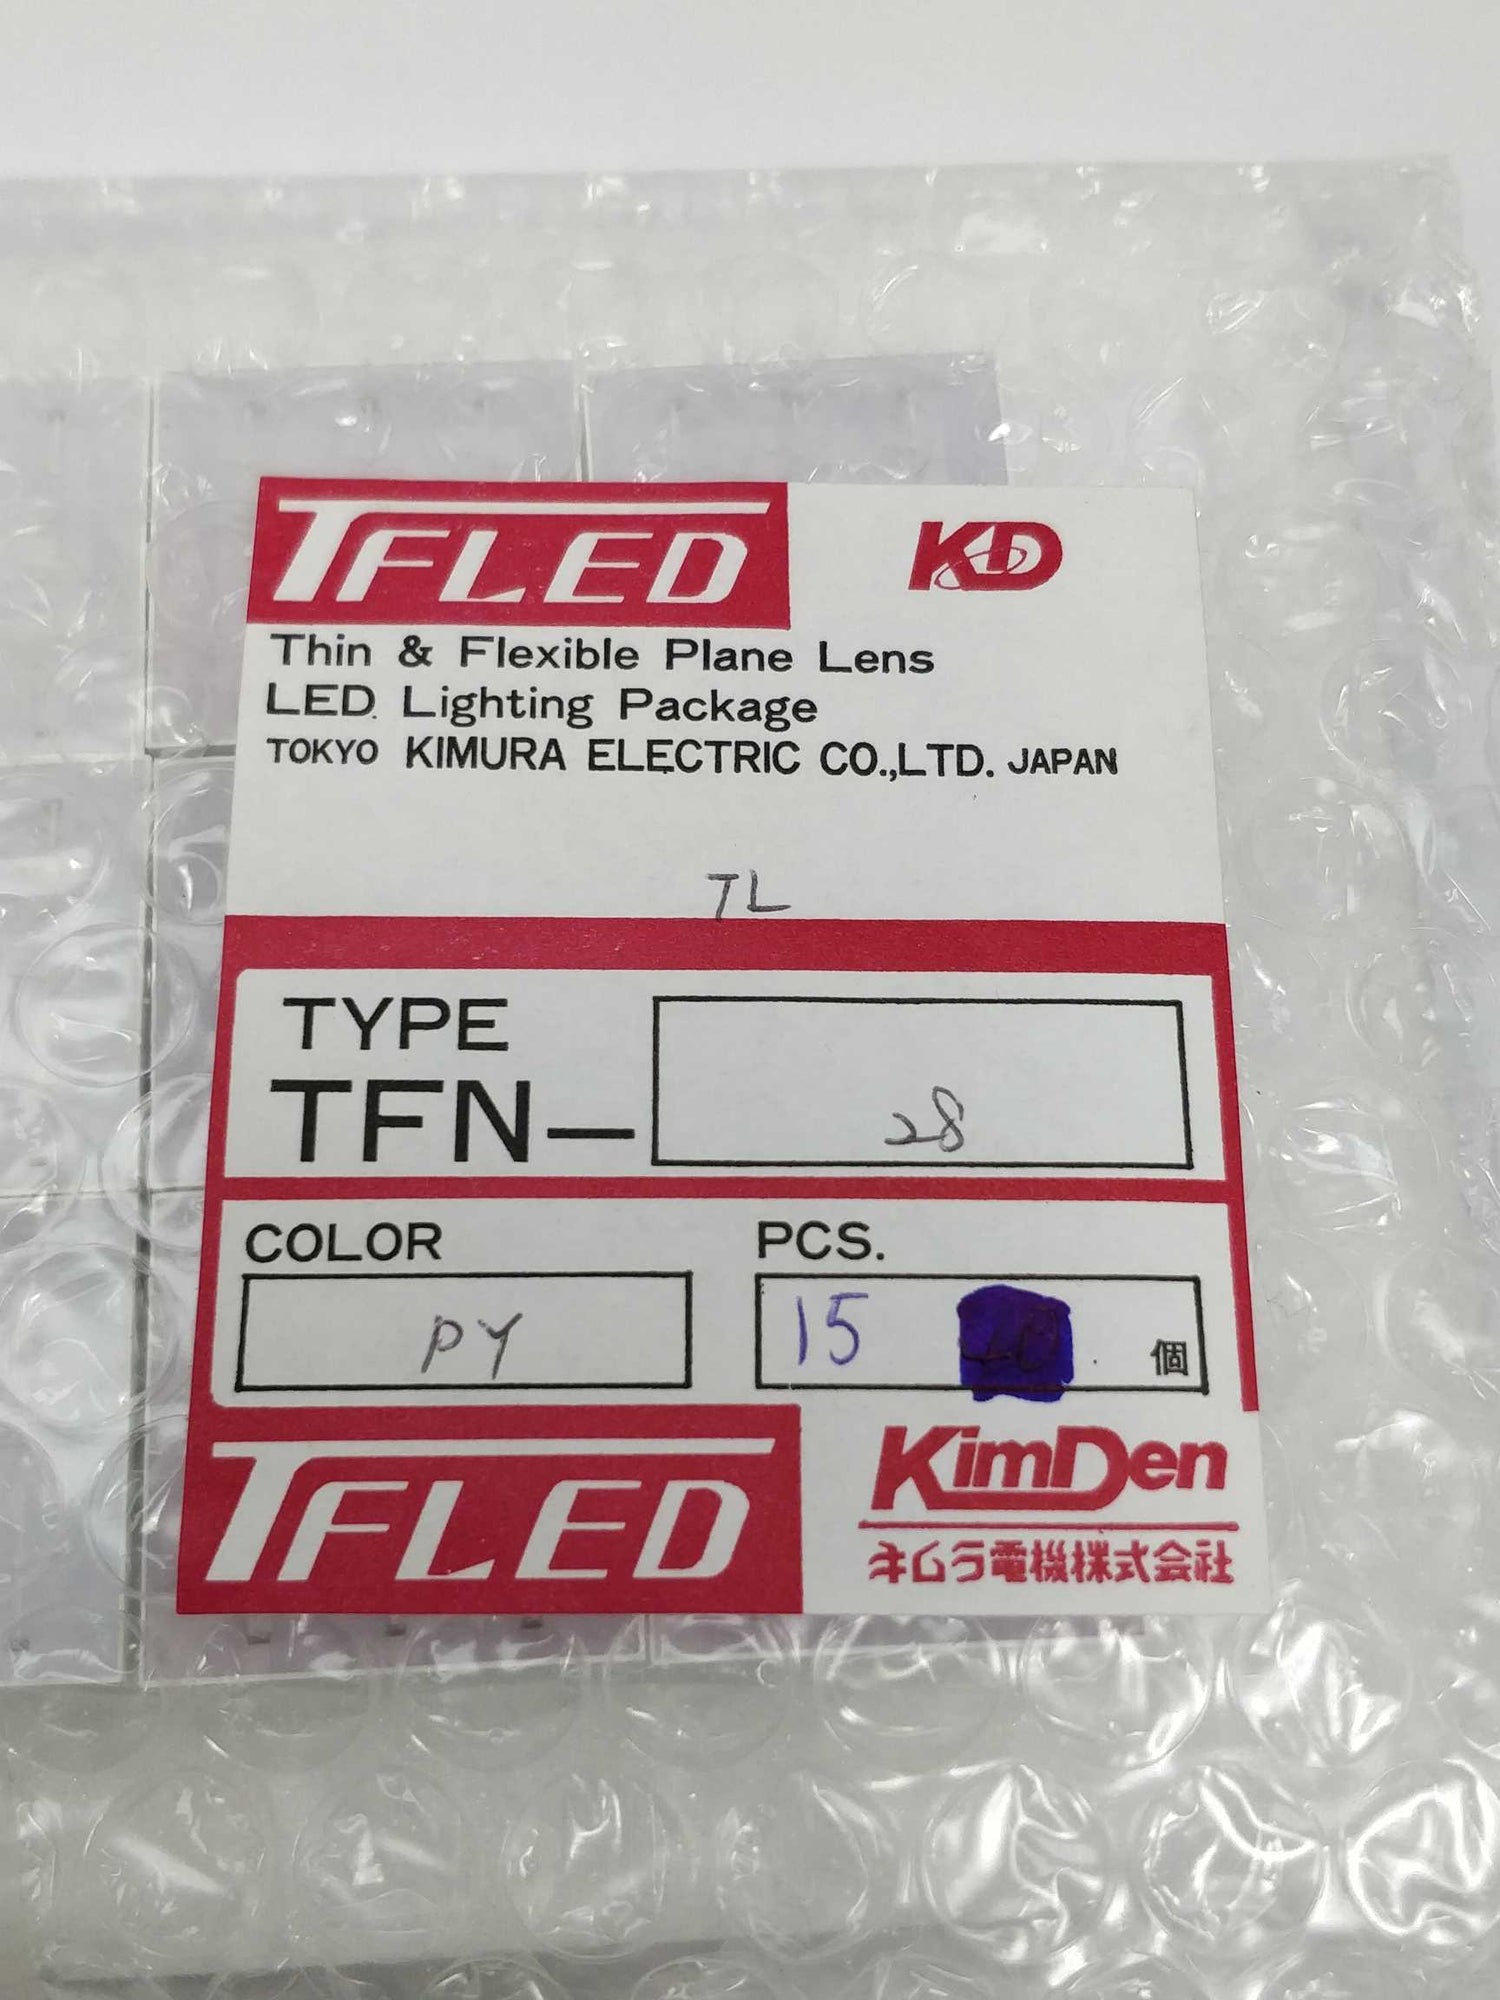 TFLED KD
Thin & Flexible Plane Lens
LED. Lighting Package
TOKYO KIMURA ELECTRIC CO.,LTD. JAPAN
TL
TYPE
TFN- 28
COLOR PCS.
PY 15 個
TFLED KimDen
キムラ電機株式会社